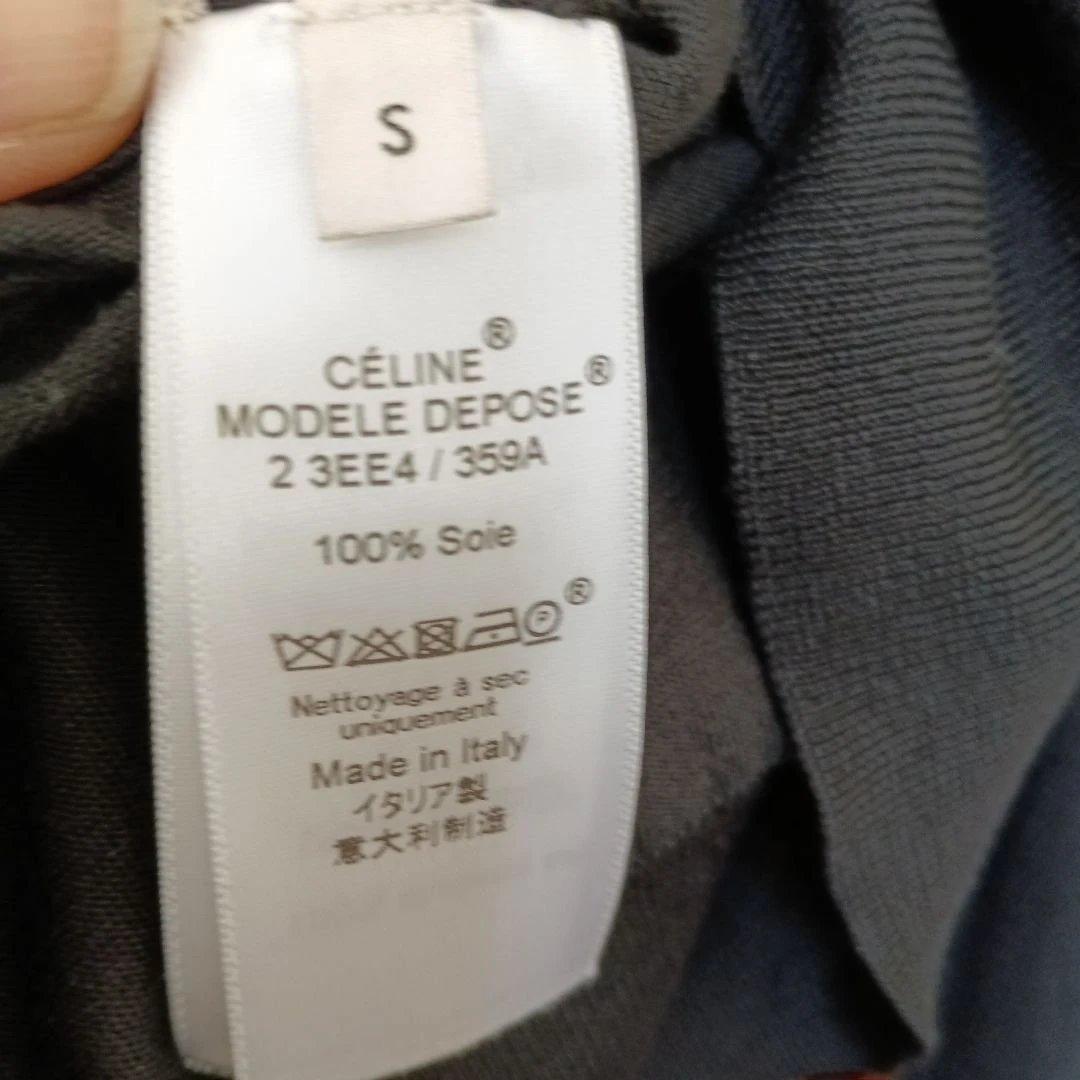 S
CÉLINE®
MODELE DEPOSE®
2 3EE4 / 359A
100% Soie
P ®
Nettoyage à sec
uniquement
Made in Italy
イタリア製
意大利制造